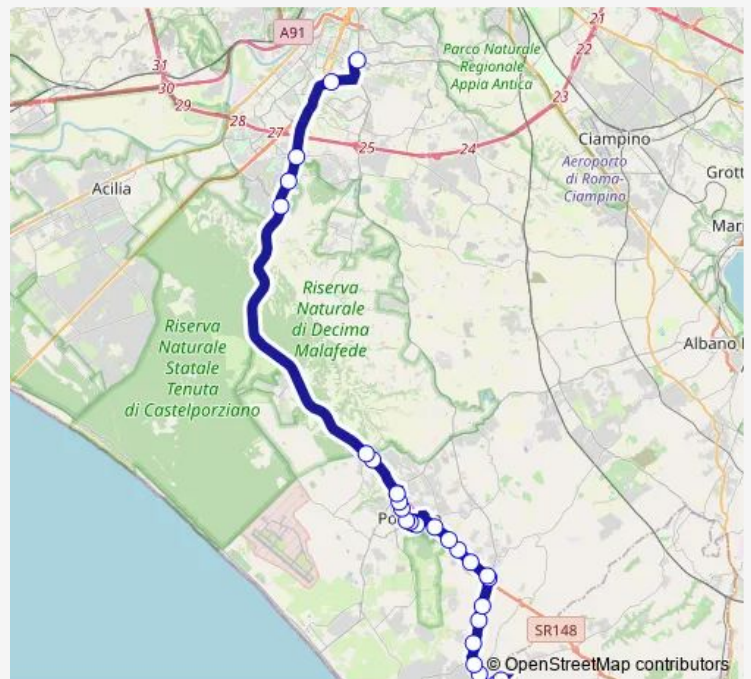 A91
21
22
Parco Naturale
Regionale
Appia Antica
31
30
29
28
27
25
24
23
Ciampino
Aeroporto
di Roma-
Ciampino
Acilia
Grott
Mari
Riserva
Naturale
di Decima
Malafede
Riserva
Naturale
Statale
Tenuta
di Castelporziano
Albano
Po
SR148
© OpenStreetMap contributors